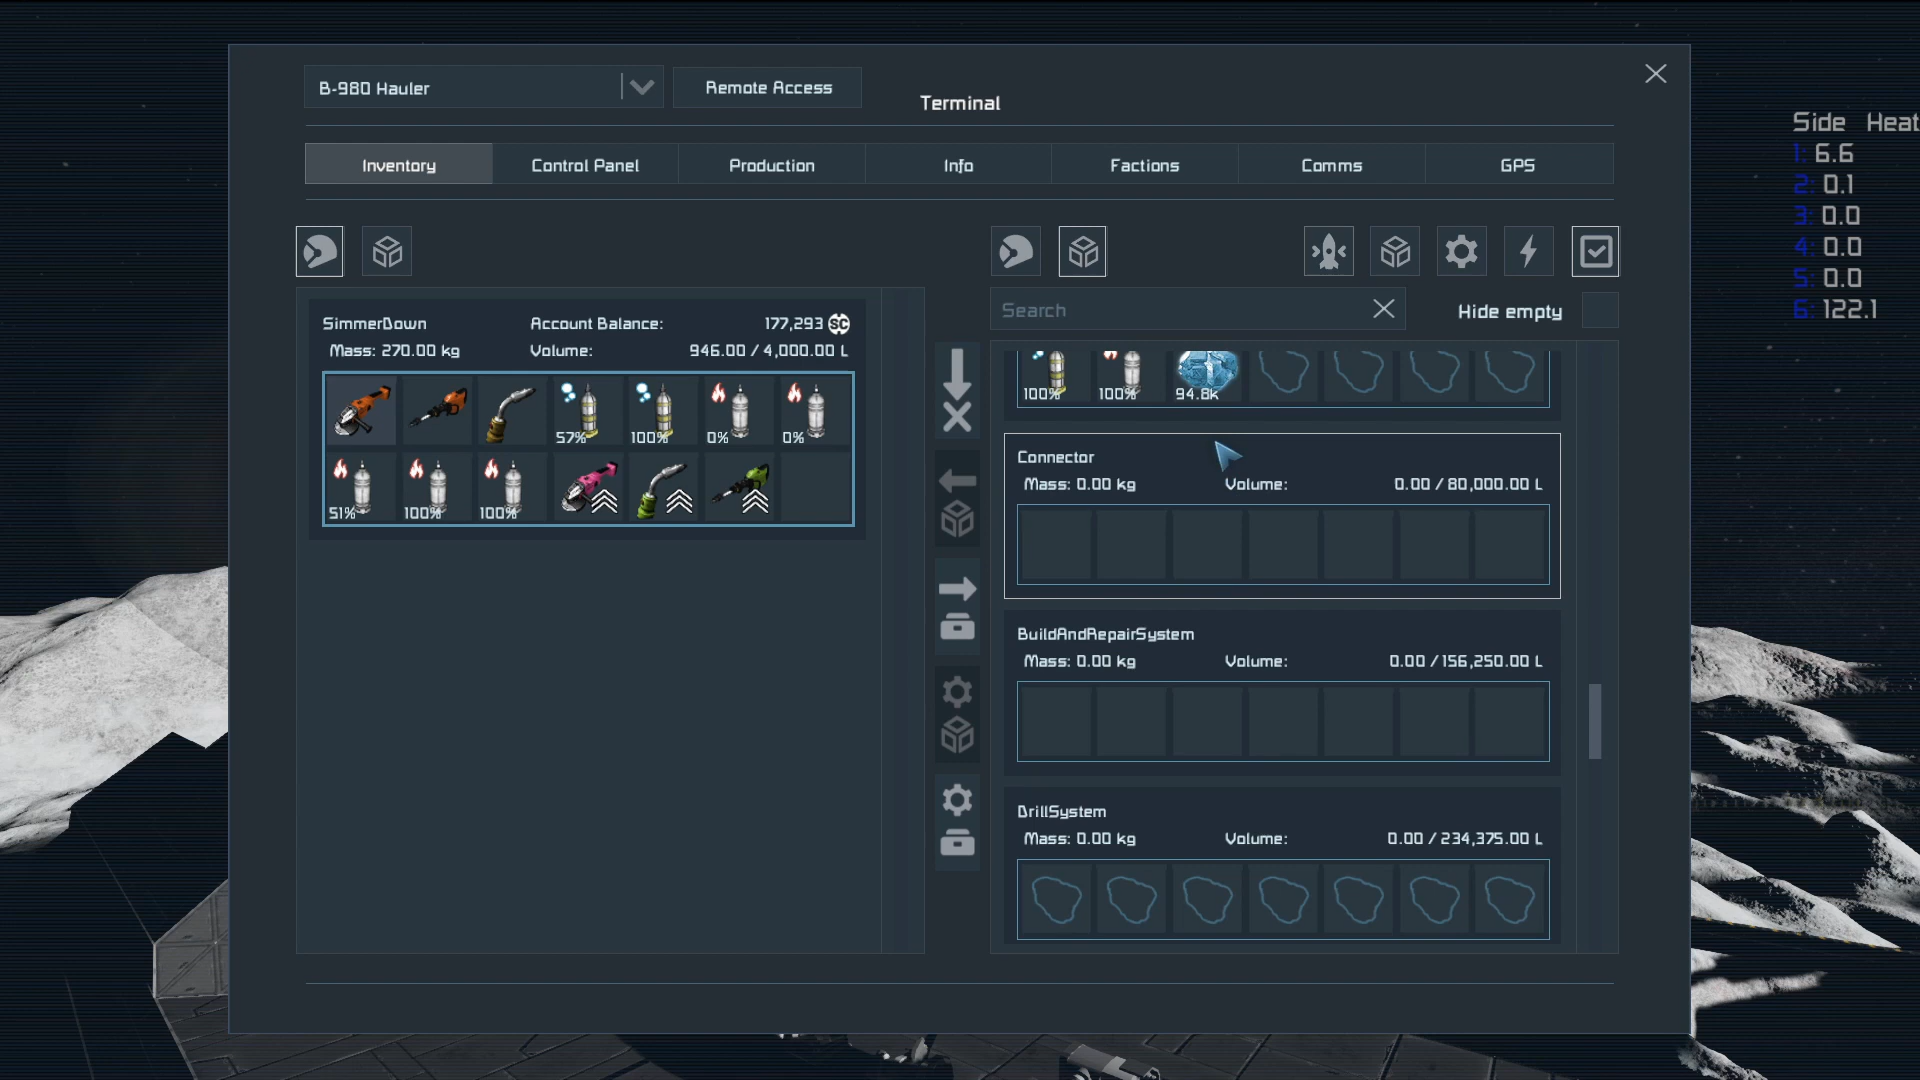 B-980 Hauler
Remote Access
Terminal
Inventory
Control Panel
Production
Info
Factions
Comms
GPS
Side Heat
1: 6.6
2: 0.1
3: 0.0
4: 0.0
5: 0.0
6: 122.1
SimmerDown
Account Balance:
177,293 SC
Mass: 270.00 kg
Volume:
946.00 / 4,000.00 L
57%
100%
0%
0%
51%
100%
100%
Search
Hide empty
100%
100%
94.8k
Connector
Mass: 0.00 kg
Volume:
0.00 / 80,000.00 L
BuildAndRepairSystem
Mass: 0.00 kg
Volume:
0.00 / 156,250.00 L
DrillSystem
Mass: 0.00 kg
Volume:
0.00 / 234,375.00 L